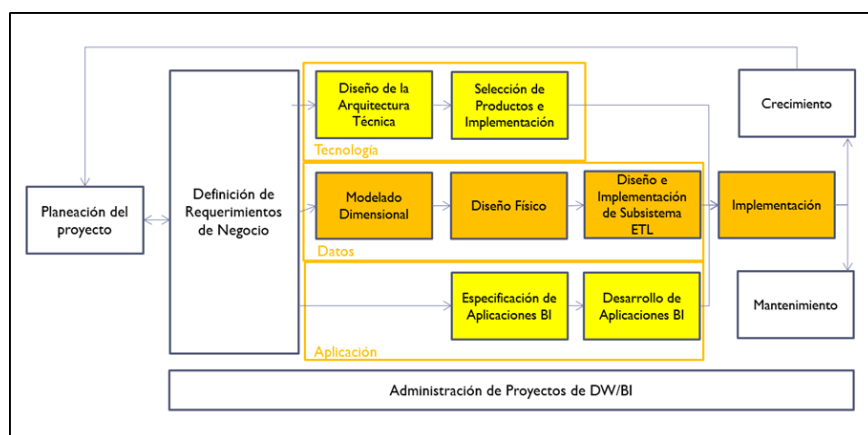 Diseño de la
Arquitectura
Técnica
Selección de
Productos e
Implementación
Tecnología
Crecimiento
Planeación del
proyecto
Definición de
Requerimientos
de Negocio
Modelado
Dimensional
Diseño Físico
Diseño e
Implementación
de Subsistema
ETL
Implementación
Datos
Especificación de
Aplicaciones BI
Desarrollo de
Aplicaciones BI
Mantenimiento
Aplicación
Administración de Proyectos de DW/BI